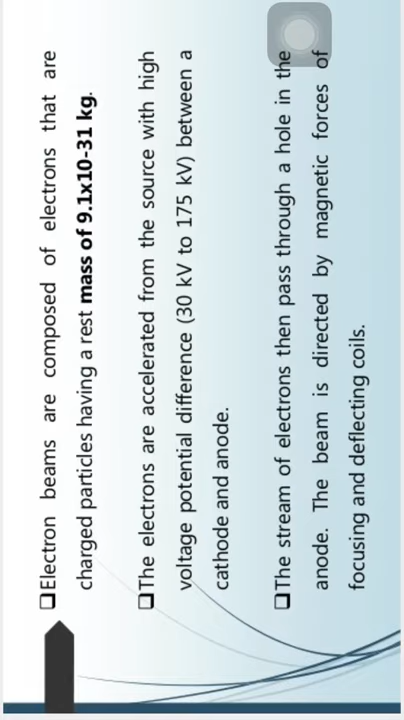 ❑Electron beams are composed of electrons that are
charged particles having a rest mass of 9.1x10-31 kg.
❑The electrons are accelerated from the source with high
voltage potential difference (30 kV to 175 kV) between a
cathode and anode.
❑The stream of electrons then pass through a hole in the
anode. The beam is directed by magnetic forces of
focusing and deflecting coils.